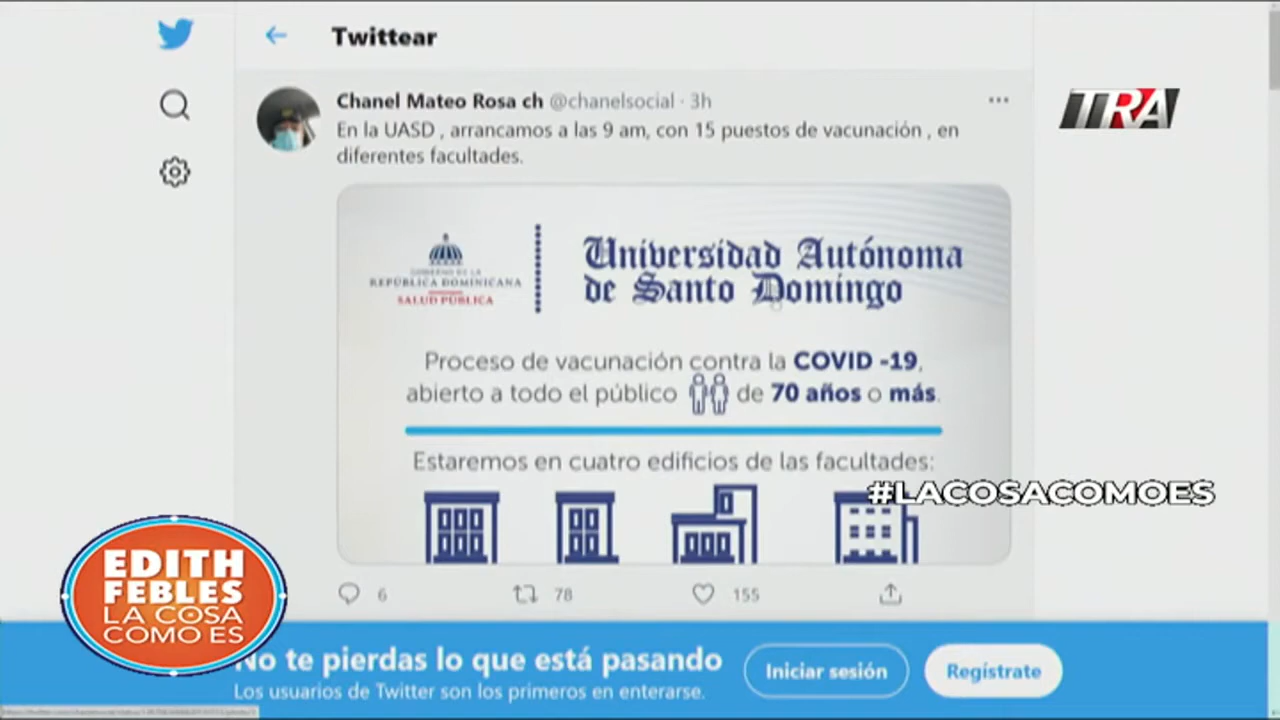 Twittear
Chanel Mateo Rosa ch @chanelsocial · 3h
En la UASD , arrancamos a las 9 am, con 15 puestos de vacunación , en
diferentes facultades.
TRA
GOBIERNO DE LA
REPÚBLICA DOMINICANA
SALUD PÚBLICA
Universidad Autónoma
de Santo Domingo
Proceso de vacunación contra la COVID -19,
abierto a todo el público de 70 años o más.
Estaremos en cuatro edificios de las facultades:
#LACOSACOMOES
6 78 155
EDITH
FEBLES
LA COSA
COMO ES
No te pierdas lo que está pasando
Los usuarios de Twitter son los primeros en enterarse.
Iniciar sesión
Regístrate